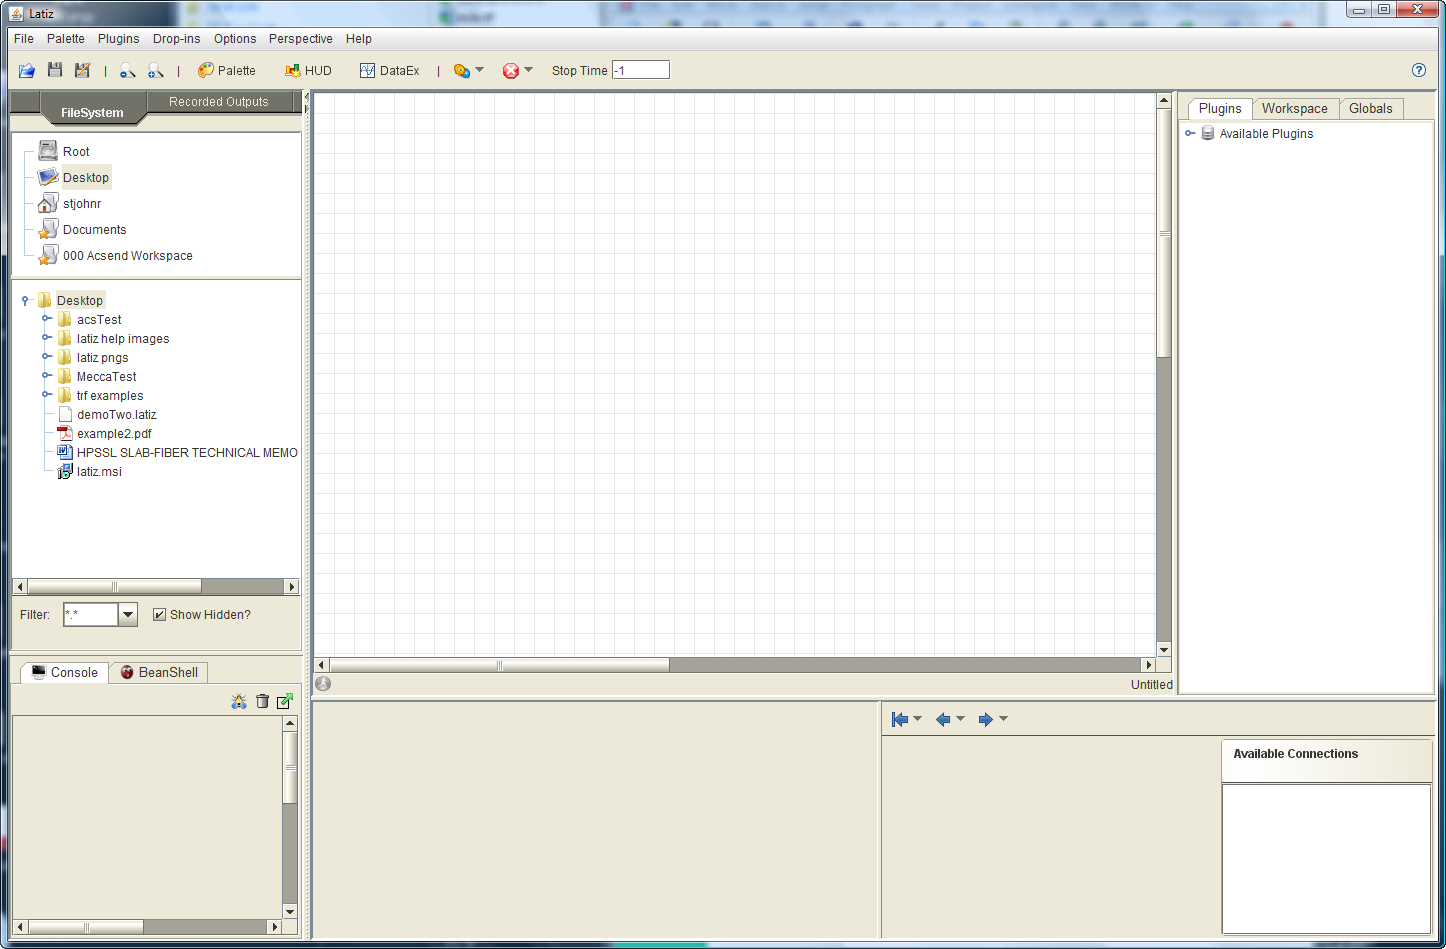 Latiz
File Palette Plugins Drop-ins Options Perspective Help
Palette HUD DataEx Stop Time -1
FileSystem Recorded Outputs
Root
Desktop
stjohnr
Documents
000 Acsend Workspace
Desktop
acsTest
latiz help images
latiz pngs
MeccaTest
trf examples
demoTwo.latiz
example2.pdf
HPSSL SLAB-FIBER TECHNICAL MEMO
latiz.msi
Filter: *.* Show Hidden?
Console BeanShell
Untitled
Plugins Workspace Globals
Available Plugins
Available Connections